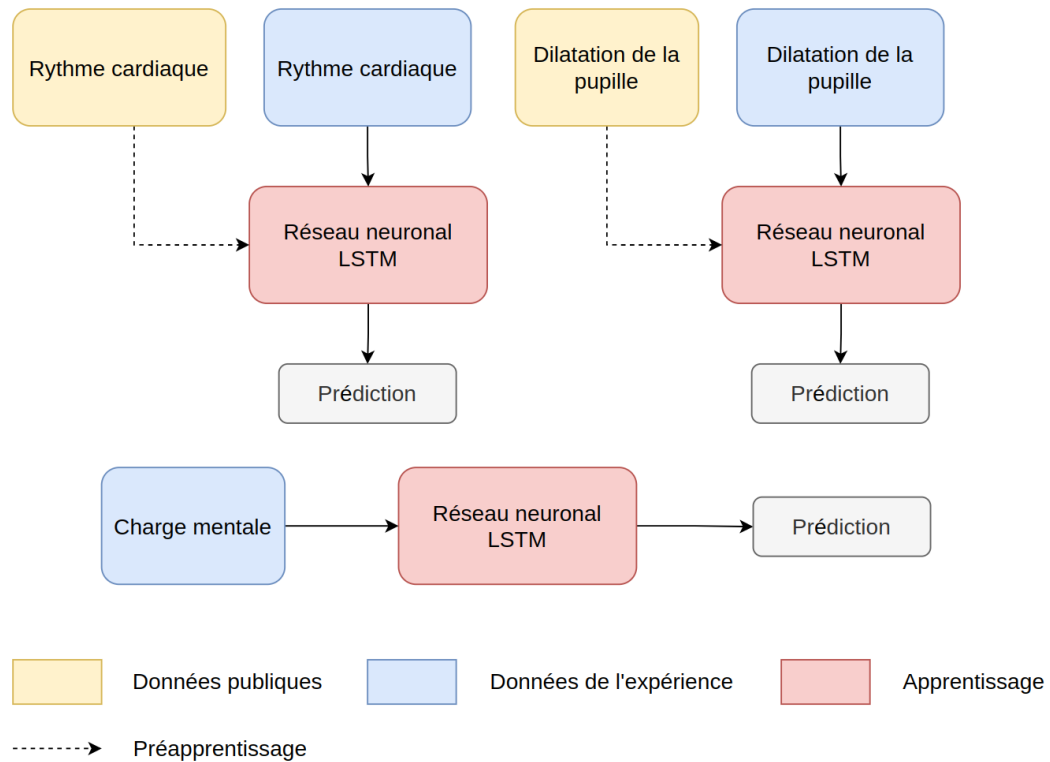 Rythme cardiaque
Rythme cardiaque
Dilatation de la
pupille
Dilatation de la
pupille
Réseau neuronal
LSTM
Réseau neuronal
LSTM
Prédiction
Prédiction
Charge mentale
Réseau neuronal
LSTM
Prédiction
Données publiques
Données de l'expérience
Apprentissage
Préapprentissage